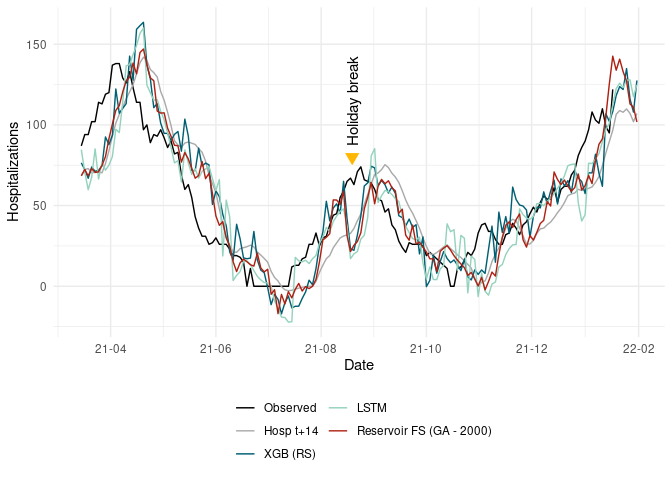 150
100
50
0
Hospitalizations
Holiday break
21-04 21-06 21-08 21-10 21-12 22-02
Date
Observed LSTM
Hosp t+14 Reservoir FS (GA - 2000)
XGB (RS)